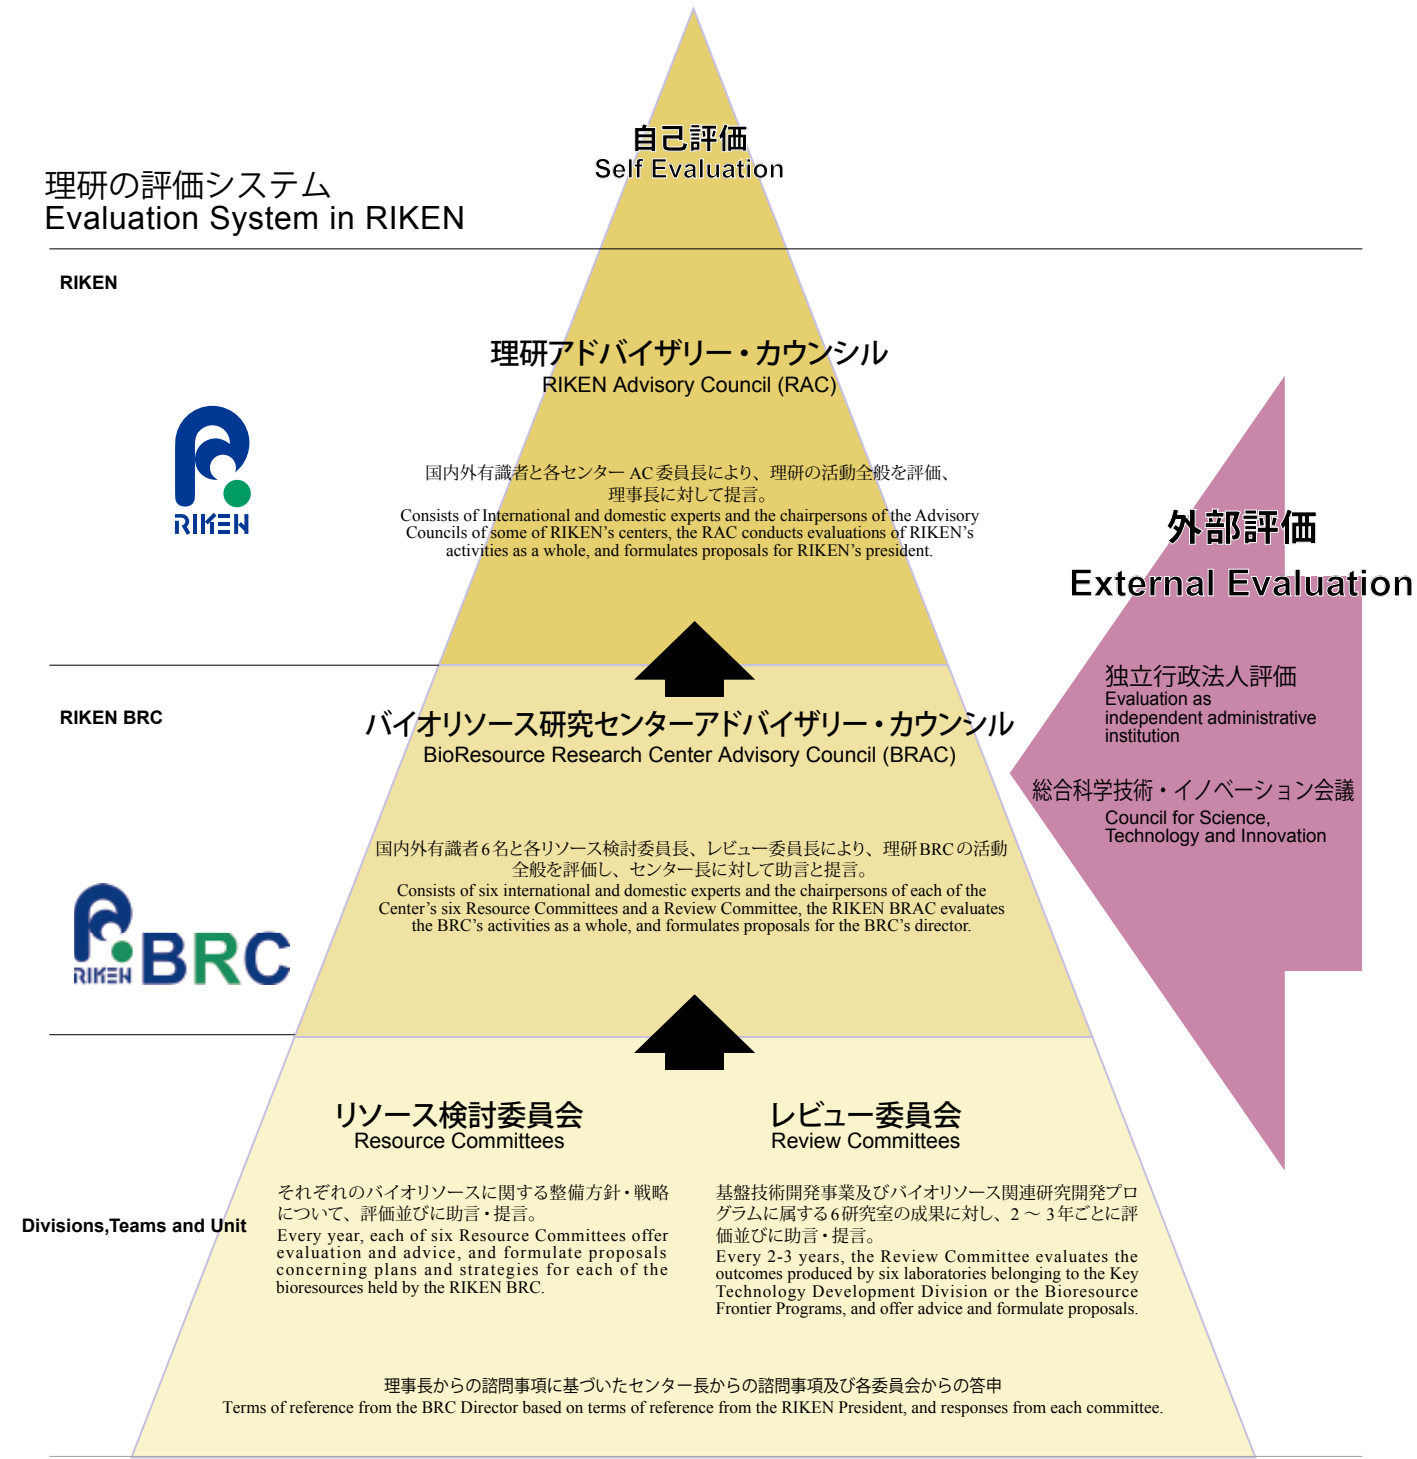 自己評価
Self Evaluation
理研の評価システム
Evaluation System in RIKEN
RIKEN
理研アドバイザリー・カウンシル
RIKEN Advisory Council (RAC)
RIKEN
国内外有識者と各センター AC委員長により、理研の活動全般を評価、
理事長に対して提言。
Consists of International and domestic experts and the chairpersons of the Advisory
Councils of some of RIKEN's centers, the RAC conducts evaluations of RIKEN's
activities as a whole, and formulates proposals for RIKEN's president.
外部評価
External Evaluation
独立行政法人評価
Evaluation as
independent administrative
institution
総合科学技術・イノベーション会議
Council for Science,
Technology and Innovation
RIKEN BRC
バイオリソース研究センターアドバイザリー・カウンシル
BioResource Research Center Advisory Council (BRAC)
国内外有識者6名と各リソース検討委員長、レビュー委員長により、理研BRCの活動
全般を評価し、センター長に対して助言と提言。
Consists of six international and domestic experts and the chairpersons of each of the
Center's six Resource Committees and a Review Committee, the RIKEN BRAC evaluates
the BRC's activities as a whole, and formulates proposals for the BRC's director.
RIKEN BRC
Divisions,Teams and Unit
リソース検討委員会
Resource Committees
それぞれのバイオリソースに関する整備方針・戦略
について、評価並びに助言・提言。
Every year, each of six Resource Committees offer
evaluation and advice, and formulate proposals
concerning plans and strategies for each of the
bioresources held by the RIKEN BRC.
レビュー委員会
Review Committees
基盤技術開発事業及びバイオリソース関連研究開発プロ
グラムに属する6研究室の成果に対し、2 ～ 3年ごとに評
価並びに助言・提言。
Every 2-3 years, the Review Committee evaluates the
outcomes produced by six laboratories belonging to the Key
Technology Development Division or the Bioresource
Frontier Programs, and offer advice and formulate proposals.
理事長からの諮問事項に基づいたセンター長からの諮問事項及び各委員会からの答申
Terms of reference from the BRC Director based on terms of reference from the RIKEN President, and responses from each committee.